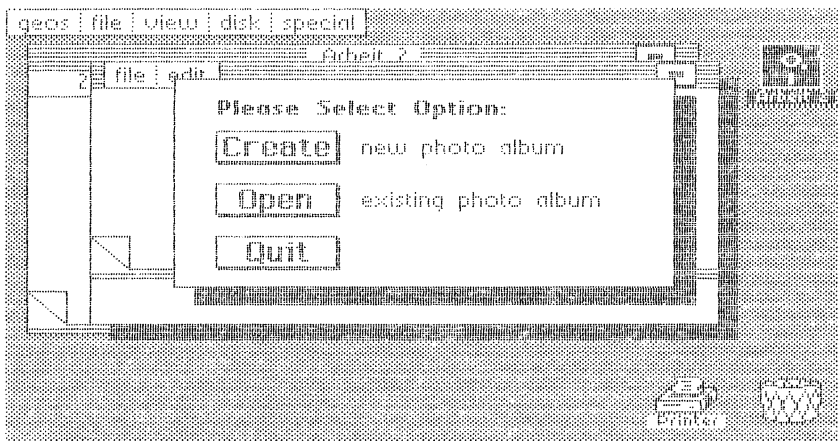 geos file view disk special
Arbeit 2
2
file edit
Please Select Option:
Create new photo album
Open existing photo album
Quit
Printer